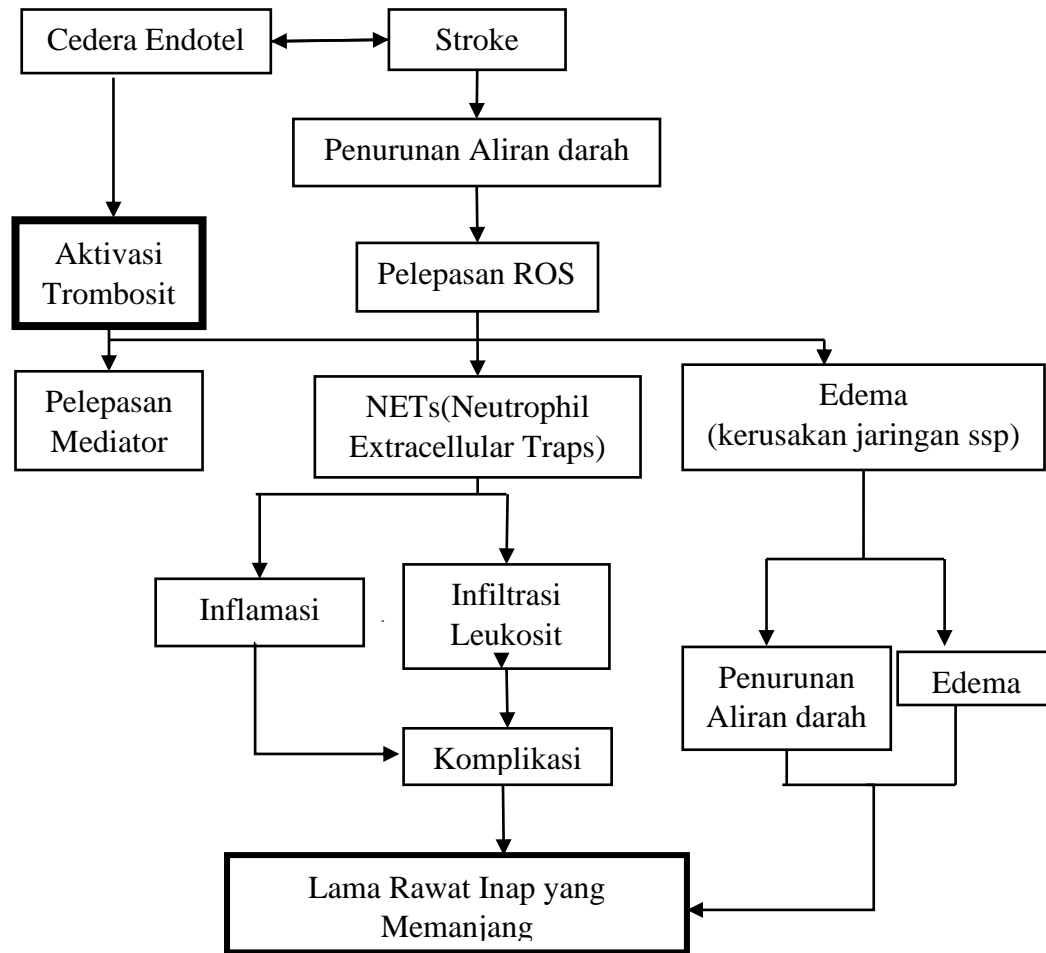 Cedera Endotel
Stroke
Penurunan Aliran darah
Aktivasi
Trombosit
Pelepasan ROS
Pelepasan
Mediator
NETs(Neutrophil
Extracellular Traps)
Edema
(kerusakan jaringan ssp)
Inflamasi
Infiltrasi
Leukosit
Penurunan
Aliran darah
Edema
Komplikasi
Lama Rawat Inap yang
Memanjang